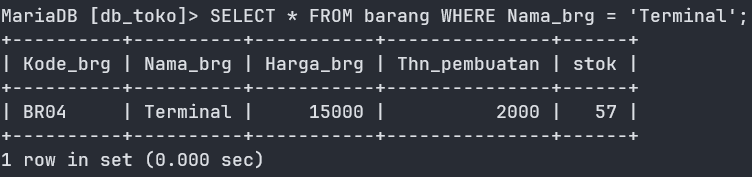 MariaDB [db_toko]> SELECT * FROM barang WHERE Nama_brg = 'Terminal';
+----------+----------+-----------+---------------+------+
| Kode_brg | Nama_brg | Harga_brg | Thn_pembuatan | stok |
+----------+----------+-----------+---------------+------+
| BR04     | Terminal |     15000 |          2000 |   57 |
+----------+----------+-----------+---------------+------+
1 row in set (0.000 sec)